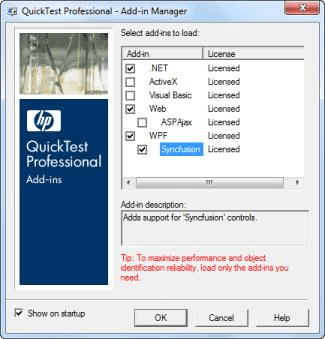 QuickTest Professional - Add-in Manager
Select add-ins to load:
Add-in License
.NET Licensed
ActiveX Licensed
Visual Basic Licensed
Web Licensed
ASPAjax Licensed
WPF Licensed
Syncfusion Licensed
hp
QuickTest
Professional
Add-ins
Add-in description:
Adds support for 'Syncfusion' controls.
Tip: To maximize performance and object
identification reliability, load only the add-ins you
need.
Show on startup
OK Cancel Help